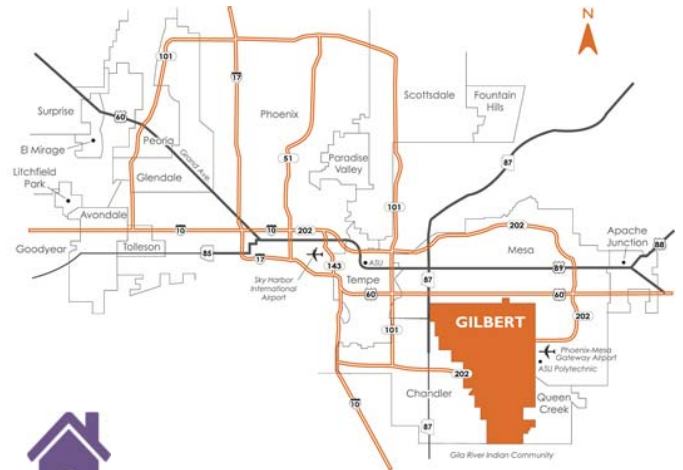 N
101
17
Scottsdale
Fountain
Hills
Surprise
60
Phoenix
El Mirage
Peoria
Grand Ave
51
Paradise
Valley
87
Litchfield
Park
Glendale
101
Avondale
10
10
202
202
Mesa
Apache
Junction
88
Goodyear
Tolleson
85
17
Sky Harbor
International
Airport
143
ASU
Tempe
89
87
60
60
202
101
GILBERT
Phoenix-Mesa
Gateway Airport
ASU Polytechnic
202
Chandler
Queen
Creek
10
87
Gila River Indian Community